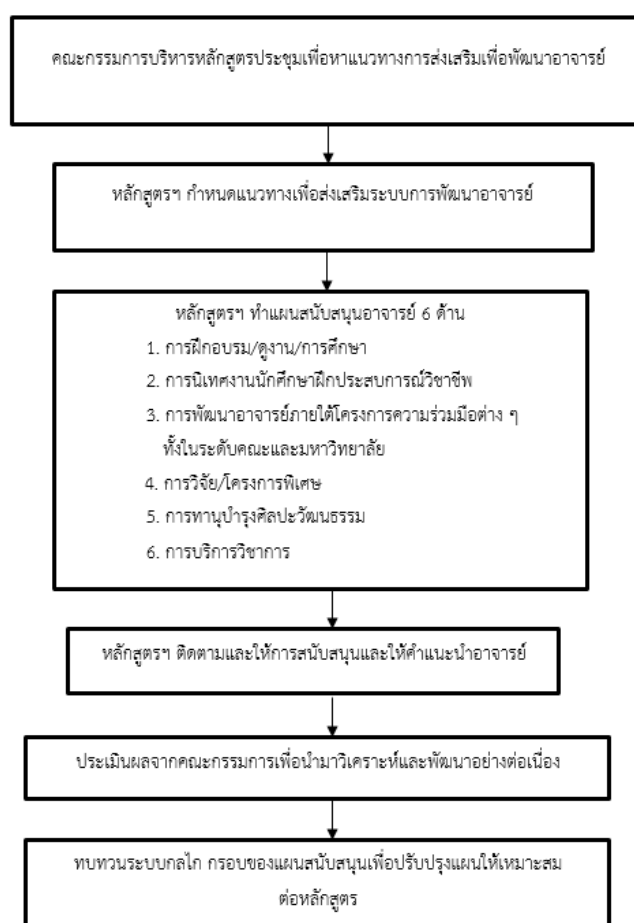 คณะกรรมการบริหารหลักสูตรประชุมเพื่อหาแนวทางการส่งเสริมเพื่อพัฒนาอาจารย์
หลักสูตรฯ กำหนดแนวทางเพื่อส่งเสริมระบบการพัฒนาอาจารย์
หลักสูตรฯ ทำแผนสนับสนุนอาจารย์ 6 ด้าน
1. การฝึกอบรม/ดูงาน/การศึกษา
2. การนิเทศงานนักศึกษาฝึกประสบการณ์วิชาชีพ
3. การพัฒนาอาจารย์ภายใต้โครงการความร่วมมือต่าง ๆ
ทั้งในระดับคณะและมหาวิทยาลัย
4. การวิจัย/โครงการพิเศษ
5. การทานุบำรุงศิลปะวัฒนธรรม
6. การบริการวิชาการ
หลักสูตรฯ ติดตามและให้การสนับสนุนและให้คำแนะนำอาจารย์
ประเมินผลจากคณะกรรมการเพื่อนำมาวิเคราะห์และพัฒนาอย่างต่อเนื่อง
ทบทวนระบบกลไก กรอบของแผนสนับสนุนเพื่อปรับปรุงแผนให้เหมาะสม
ต่อหลักสูตร